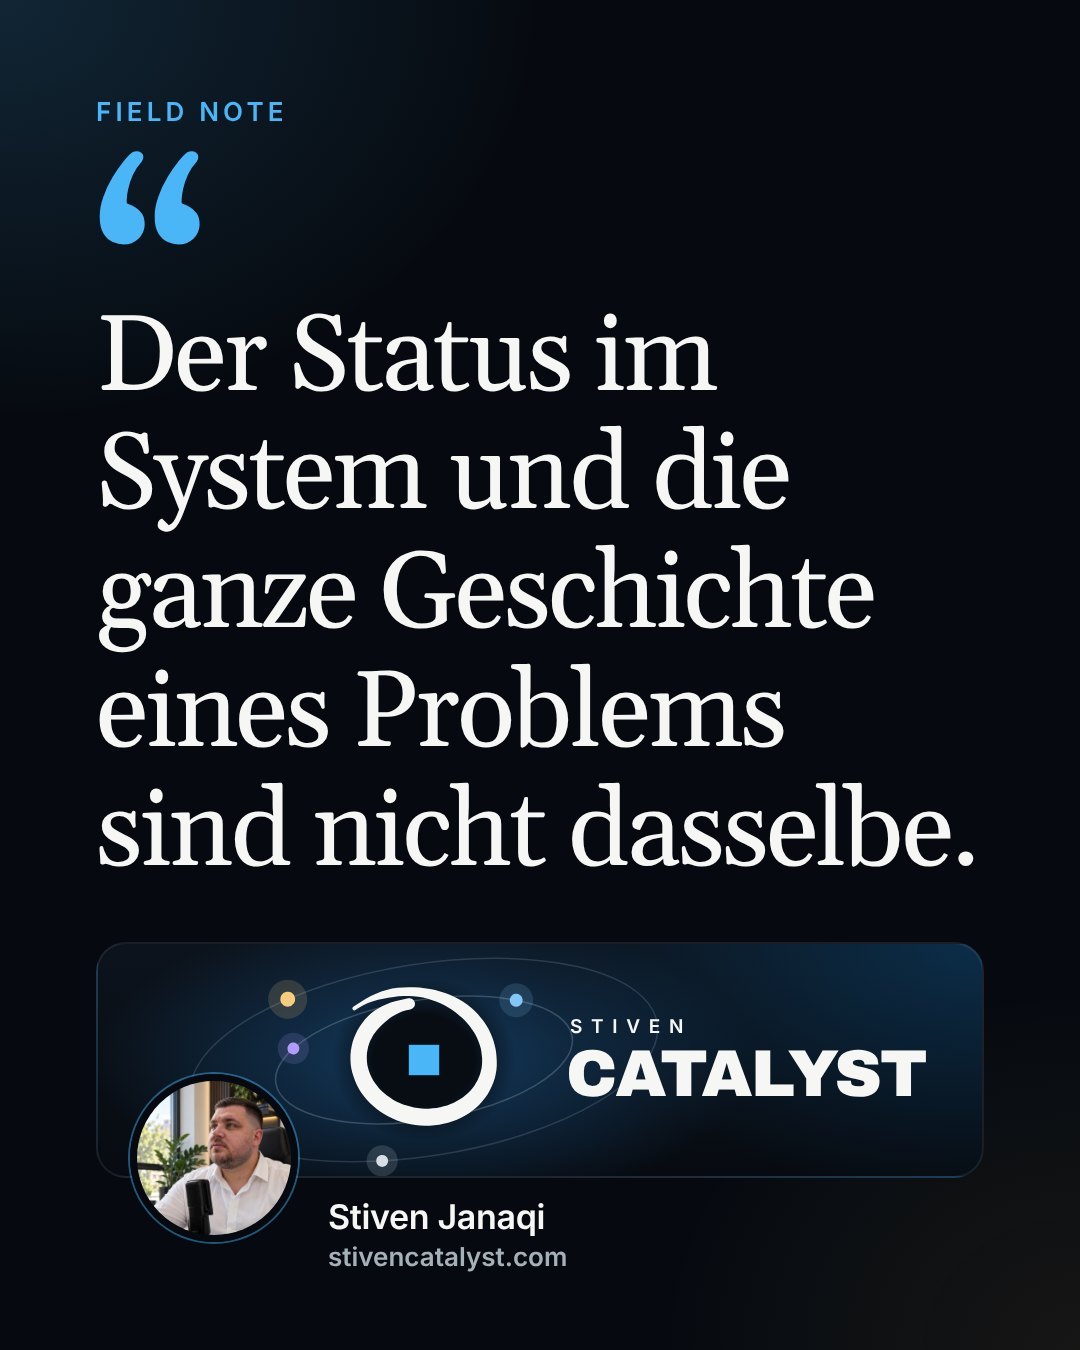 FIELD NOTE
“
Der Status im
System und die
ganze Geschichte
eines Problems
sind nicht dasselbe.
STIVEN
CATALYST
Stiven Janaqi
stivencatalyst.com